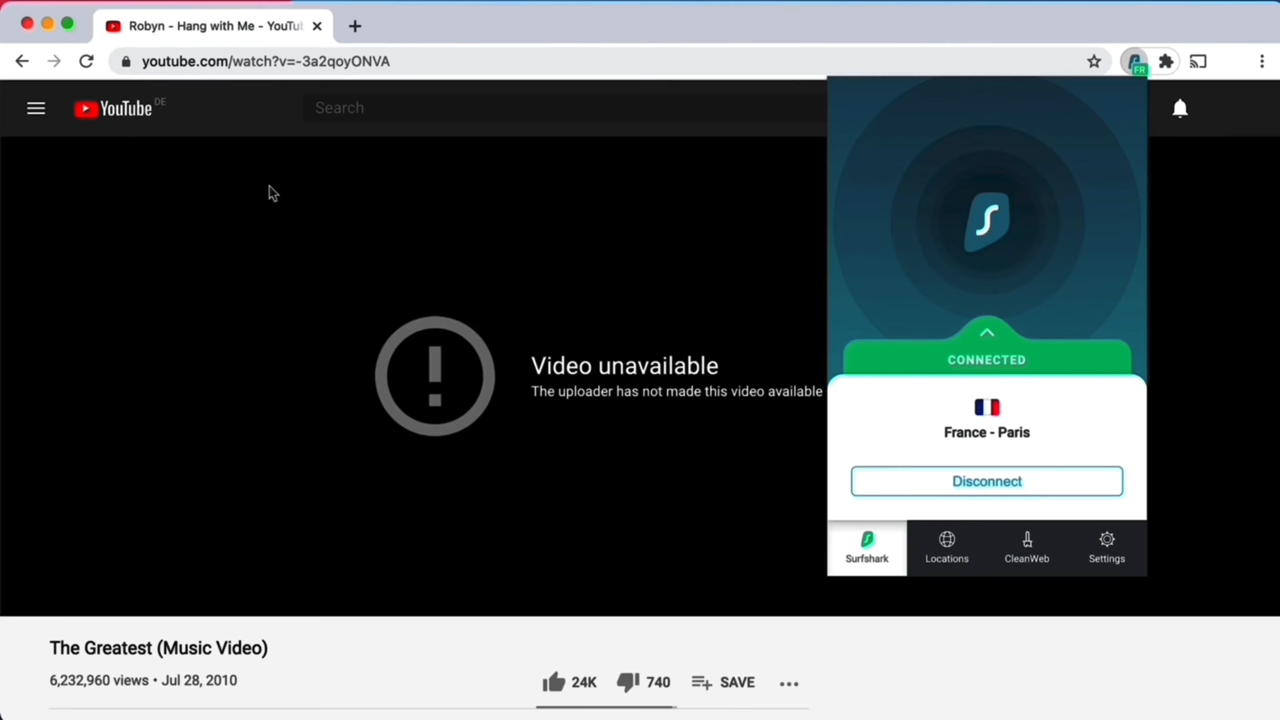 Robyn - Hang with Me - YouTu
youtube.com/watch?v=-3a2qoyONVA
FR
YouTube DE
Search
Video unavailable
The uploader has not made this video available
CONNECTED
France - Paris
Disconnect
Surfshark
Locations
CleanWeb
Settings
The Greatest (Music Video)
6,232,960 views • Jul 28, 2010
24K
740
SAVE